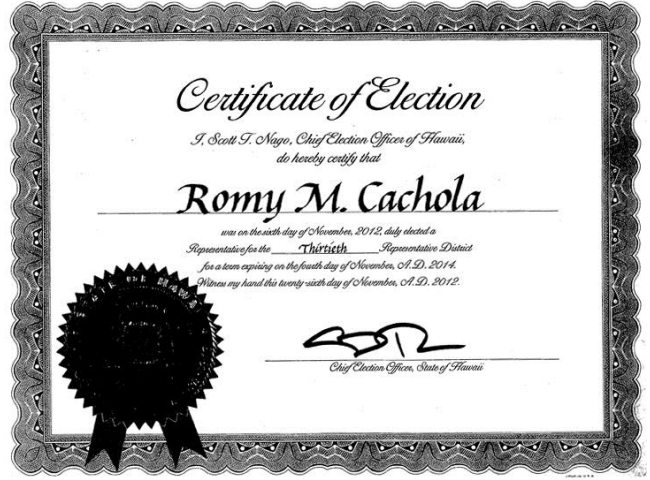 Certificate of Election
I, Scott T. Nago, Chief Election Officer of Hawaii,
do hereby certify that
Romy M. Cachola
was on the sixth day of November, 2012, duly elected a
Representative for the Thirtieth Representative District
for a term expiring on the fourth day of November, A.D. 2014.
Witness my hand this twenty-sixth day of November, A.D. 2012.
Chief Election Officer, State of Hawaii